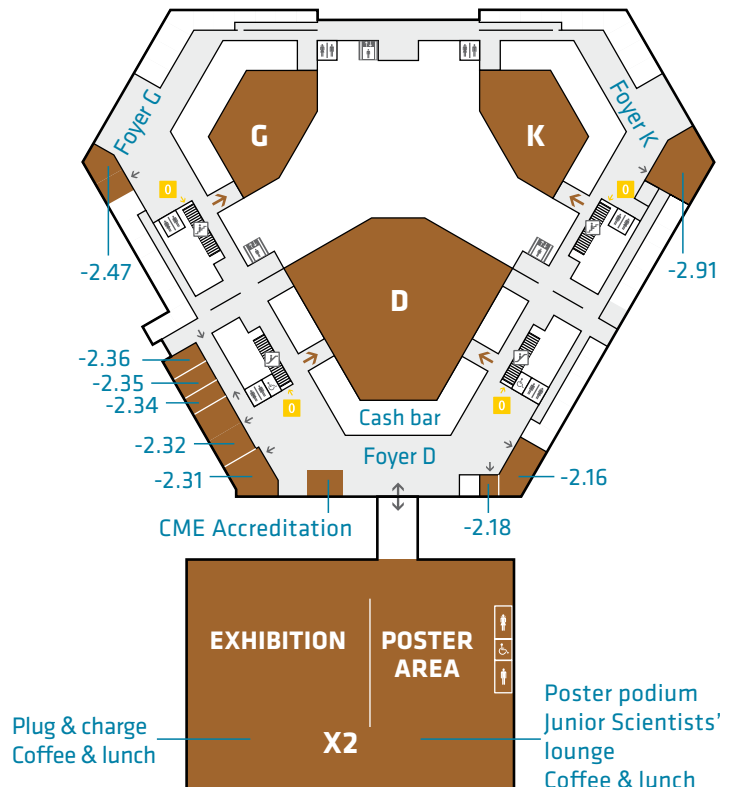 Foyer G
Foyer K
G
K
0
0
-2.47
-2.91
D
-2.36
-2.35
-2.34
-2.32
-2.31
0
0
Cash bar
Foyer D
-2.16
CME Accreditation
-2.18
EXHIBITION
POSTER
AREA
X2
Plug & charge
Coffee & lunch
Poster podium
Junior Scientists'
lounge
Coffee & lunch